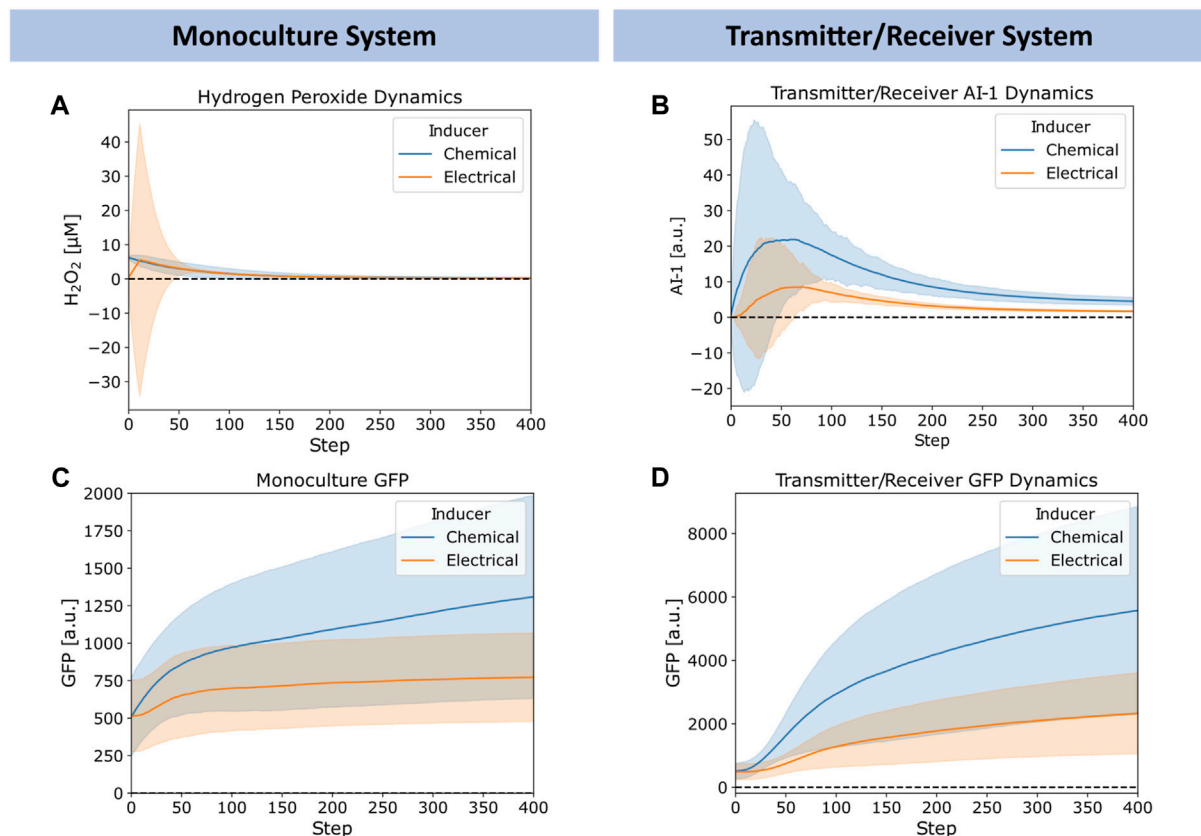 Monoculture System
Transmitter/Receiver System
A
Hydrogen Peroxide Dynamics
Inducer
Chemical
Electrical
H₂O₂ [μM]
40
30
20
10
0
−10
−20
−30
0 50 100 150 200 250 300 350 400
Step
B
Transmitter/Receiver AI-1 Dynamics
Inducer
Chemical
Electrical
AI-1 [a.u.]
50
40
30
20
10
0
−10
−20
0 50 100 150 200 250 300 350 400
Step
C
Monoculture GFP
Inducer
Chemical
Electrical
GFP [a.u.]
2000
1750
1500
1250
1000
750
500
250
0
0 50 100 150 200 250 300 350 400
Step
D
Transmitter/Receiver GFP Dynamics
Inducer
Chemical
Electrical
GFP [a.u.]
8000
6000
4000
2000
0
0 50 100 150 200 250 300 350 400
Step